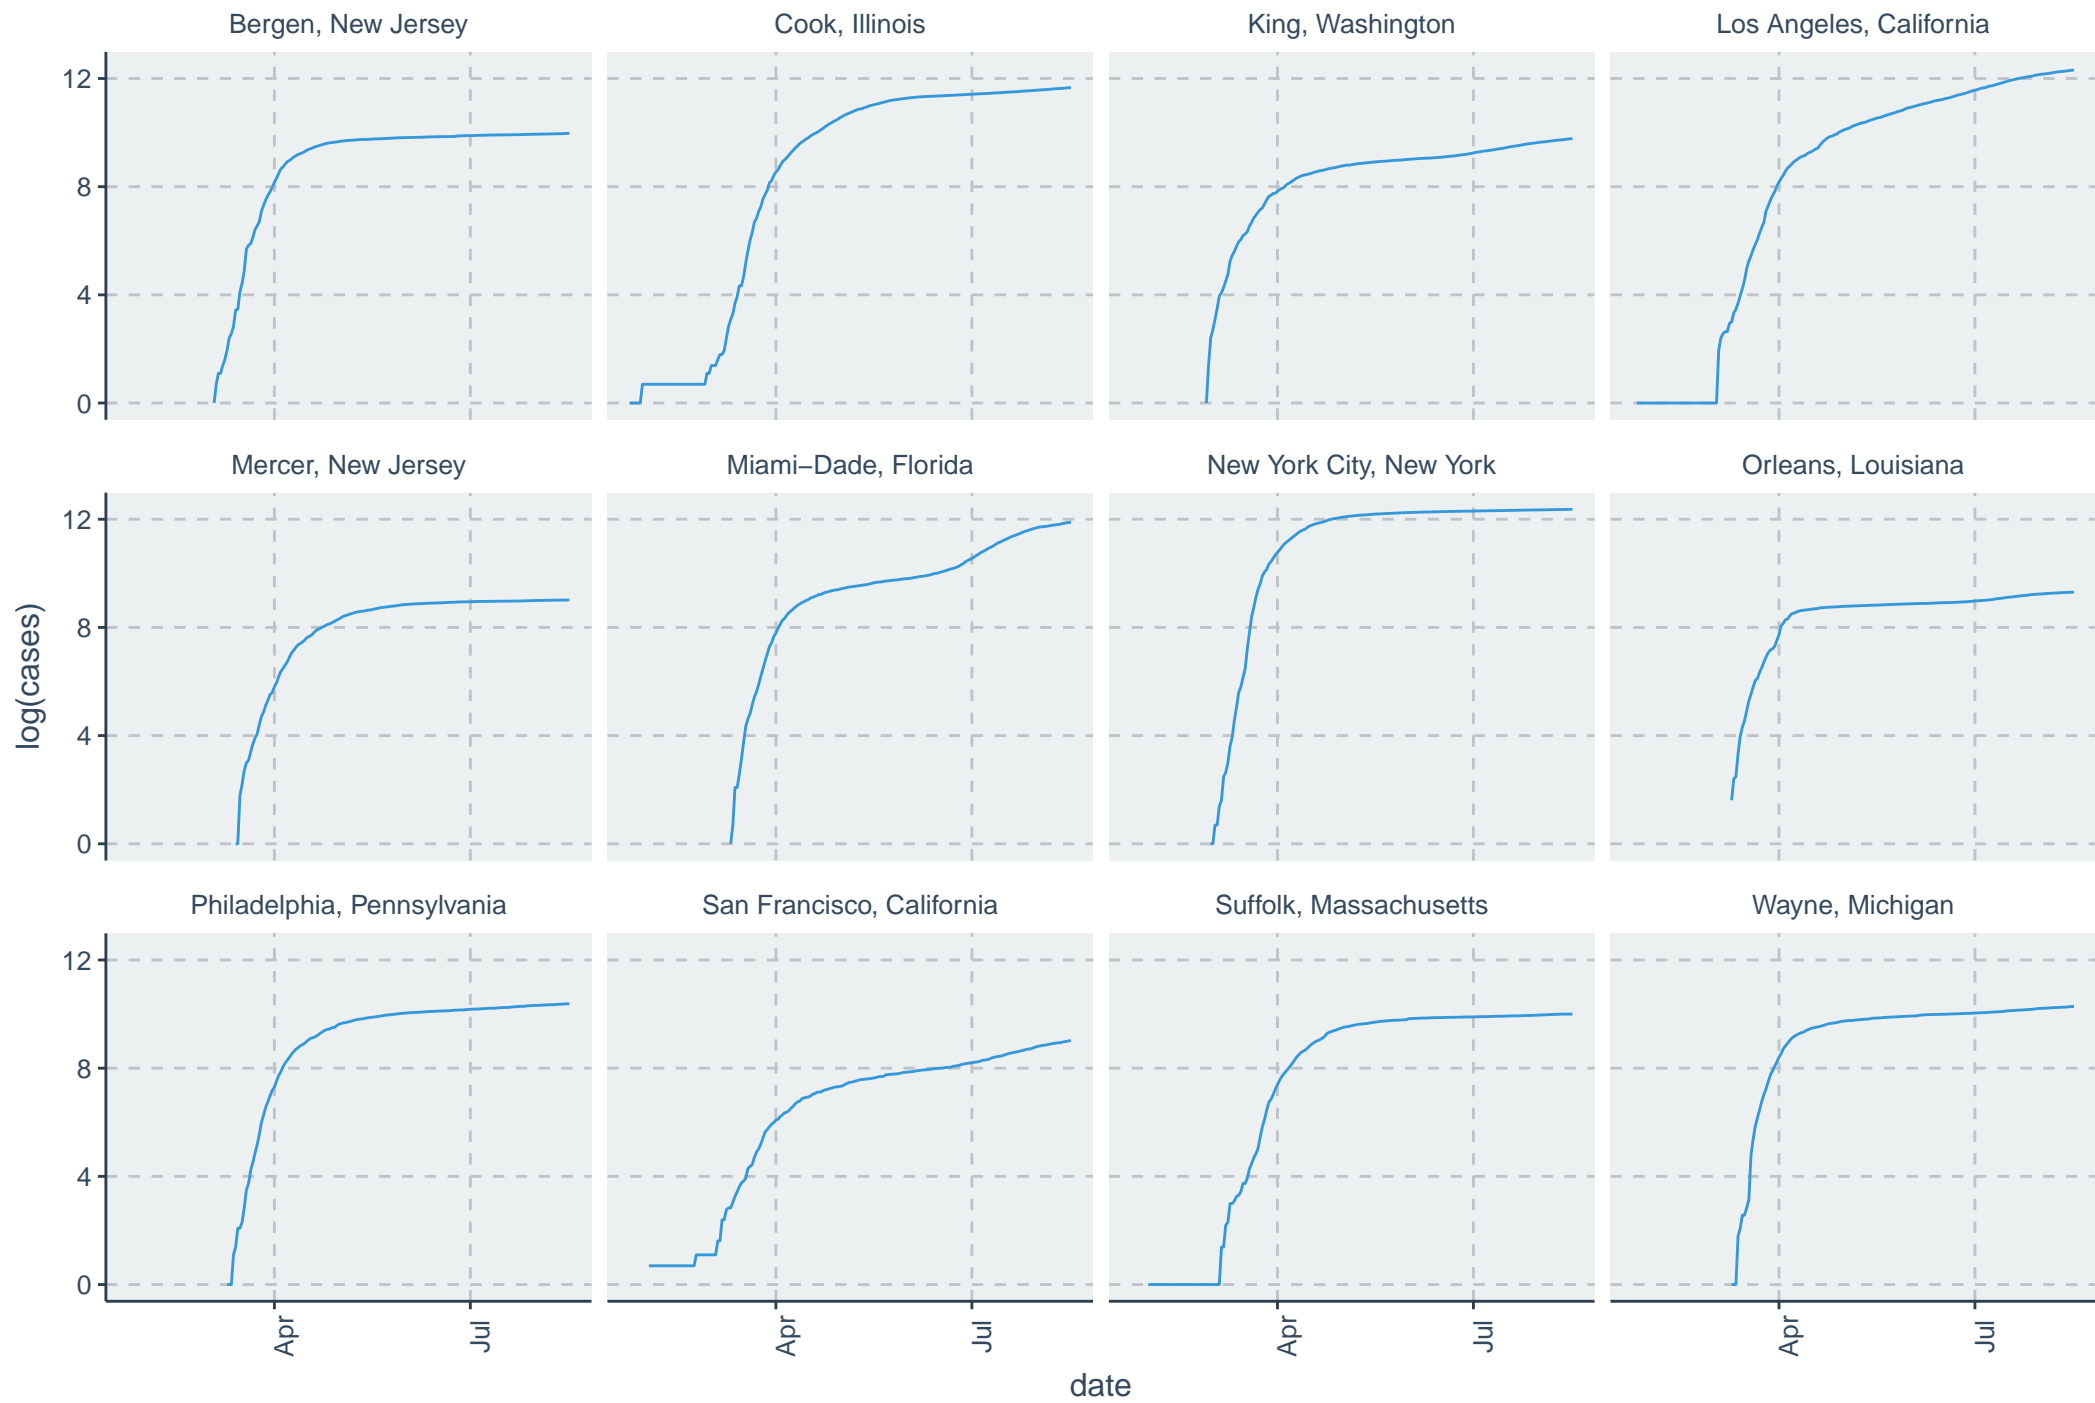 Bergen, New Jersey
Cook, Illinois
King, Washington
Los Angeles, California
12
8
4
0
Mercer, New Jersey
Miami−Dade, Florida
New York City, New York
Orleans, Louisiana
12
8
4
0
log(cases)
Philadelphia, Pennsylvania
San Francisco, California
Suffolk, Massachusetts
Wayne, Michigan
12
8
4
0
Apr
Jul
Apr
Jul
Apr
Jul
Apr
Jul
date